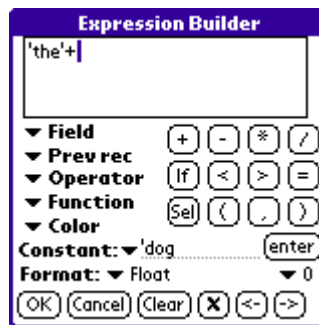 Expression Builder
'the'+
Field + - * /
Prev rec
Operator If < > =
Function
Color Sel ( , )
Constant: 'dog enter
Format: Float 0
OK Cancel Clear X <- ->